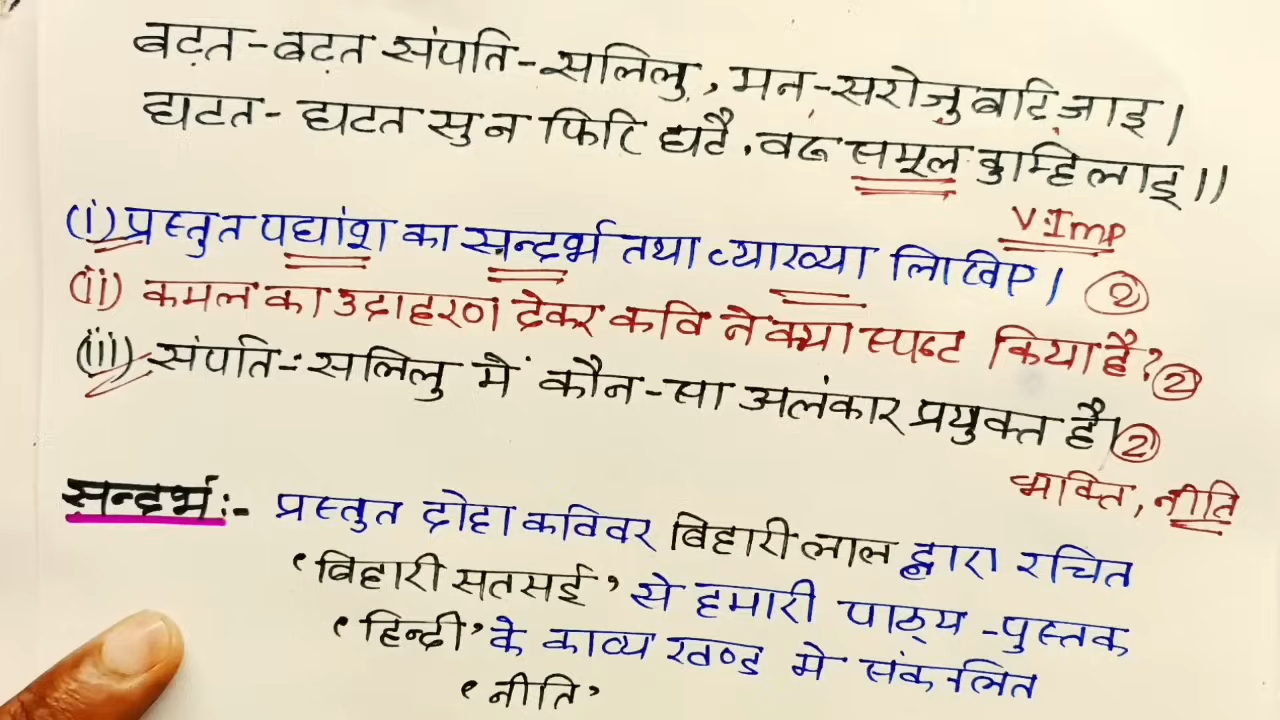 बढ़त-बढ़त संपति-सलिलु, मन-सरोजु बाढ़ि जाइ।
घटत-घटत सु न फिरि घटै, बरु समूल कुम्हिलाइ।।
V.Imp
(i) प्रस्तुत पद्यांश का सन्दर्भ तथा व्याख्या लिखिए। ②
(ii) कमल का उदाहरण देकर कवि ने क्या स्पष्ट किया है? ②
(iii) संपति-सलिलु में कौन-सा अलंकार प्रयुक्त है। ②
भक्ति, नीति
सन्दर्भ:- प्रस्तुत दोहा कविवर बिहारी लाल द्वारा रचित
'बिहारी सतसई' से हमारी पाठ्य-पुस्तक
'हिन्दी' के काव्य खण्ड मे संकलित
'नीति'